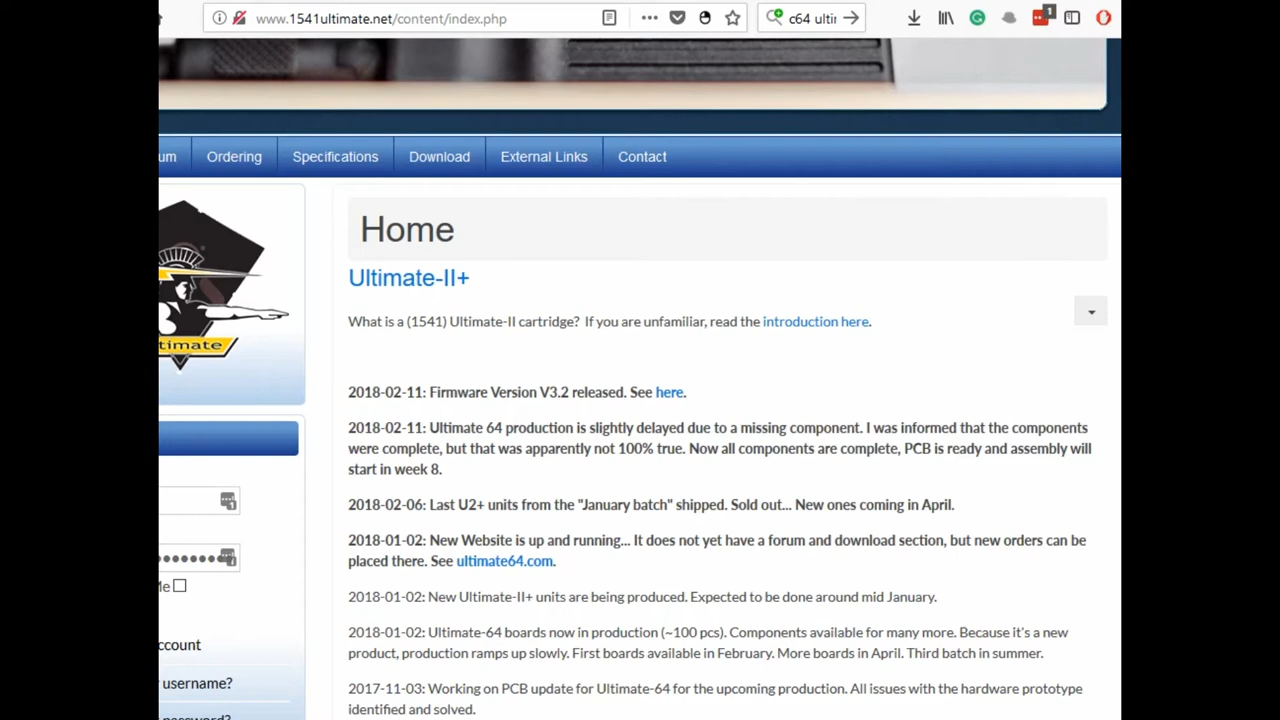 www.1541ultimate.net/content/index.php
c64 ulti
1
um
Ordering
Specifications
Download
External Links
Contact
timate
Home
Ultimate-II+
What is a (1541) Ultimate-II cartridge? If you are unfamiliar, read the introduction here.
2018-02-11: Firmware Version V3.2 released. See here.
2018-02-11: Ultimate 64 production is slightly delayed due to a missing component. I was informed that the components
were complete, but that was apparently not 100% true. Now all components are complete, PCB is ready and assembly will
start in week 8.
2018-02-06: Last U2+ units from the "January batch" shipped. Sold out... New ones coming in April.
2018-01-02: New Website is up and running... It does not yet have a forum and download section, but new orders can be
placed there. See ultimate64.com.
2018-01-02: New Ultimate-II+ units are being produced. Expected to be done around mid January.
2018-01-02: Ultimate-64 boards now in production (~100 pcs). Components available for many more. Because it's a new
product, production ramps up slowly. First boards available in February. More boards in April. Third batch in summer.
2017-11-03: Working on PCB update for Ultimate-64 for the upcoming production. All issues with the hardware prototype
identified and solved.
Me
ccount
username?
password?